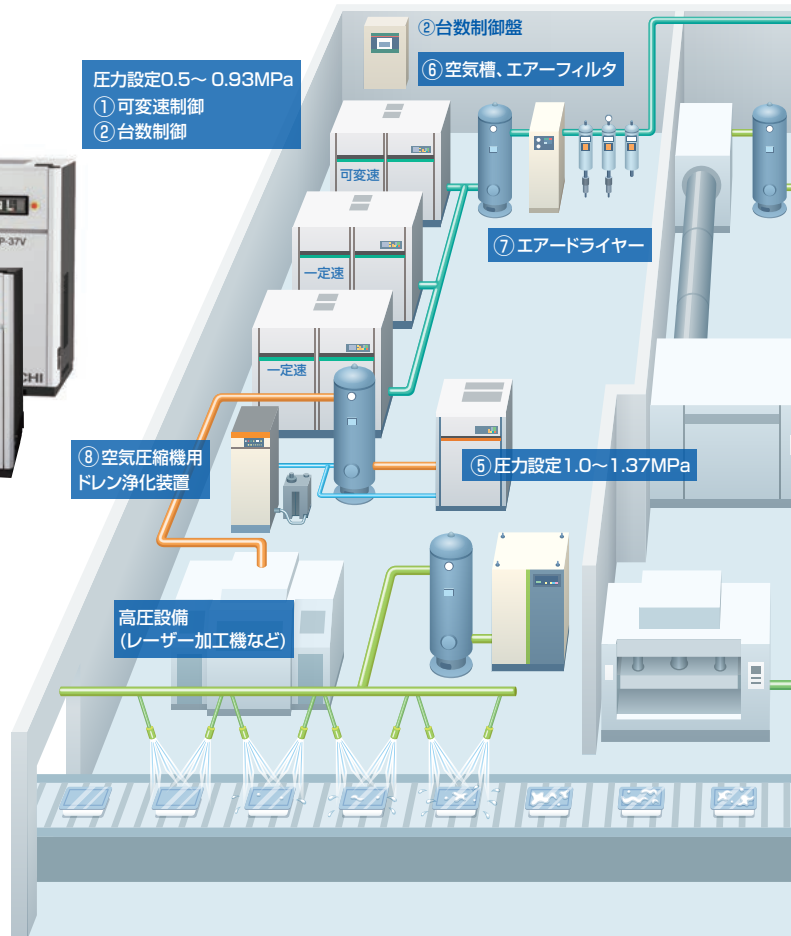 ②台数制御盤
⑥空気槽、エアーフィルタ
圧力設定0.5～ 0.93MPa
①可変速制御
②台数制御
可変速
⑦エアードライヤー
P-37V
一定速
一定速
CHI
⑧空気圧縮機用
ドレン浄化装置
⑤圧力設定1.0～1.37MPa
高圧設備
(レーザー加工機など)